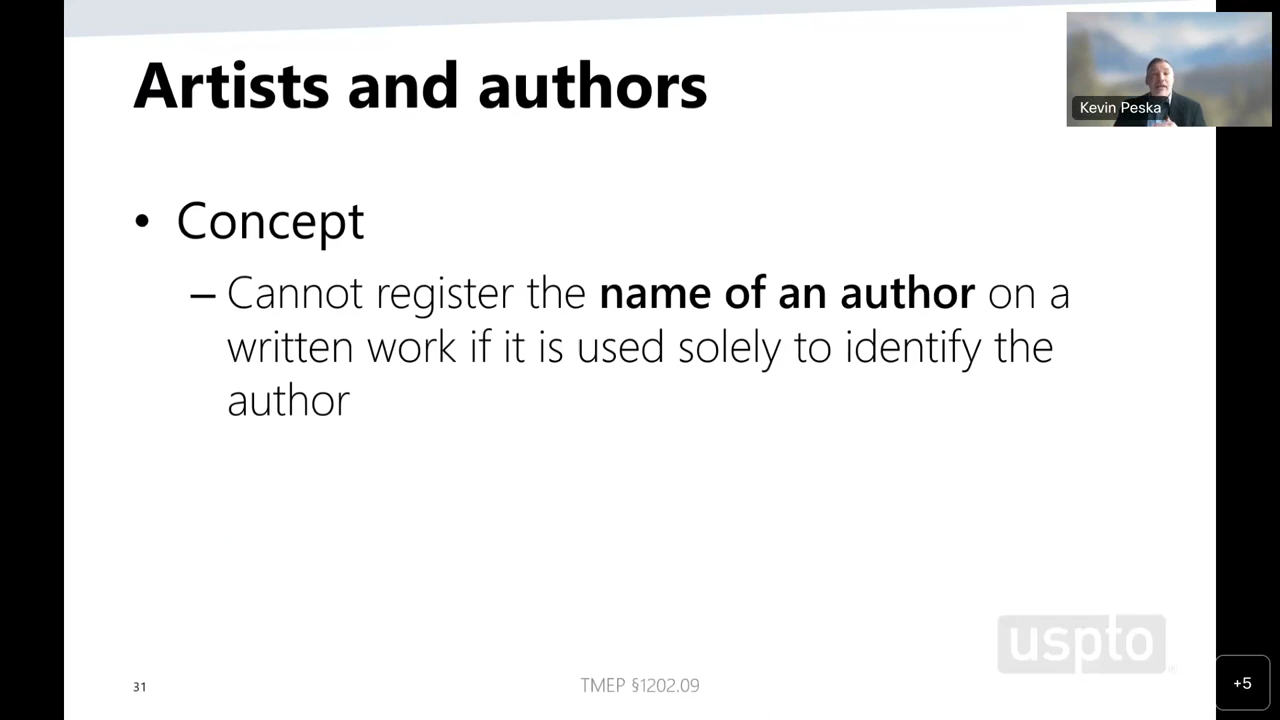 Artists and authors
Kevin Peska
• Concept
– Cannot register the name of an author on a
written work if it is used solely to identify the
author
uspto
31
TMEP §1202.09
+5